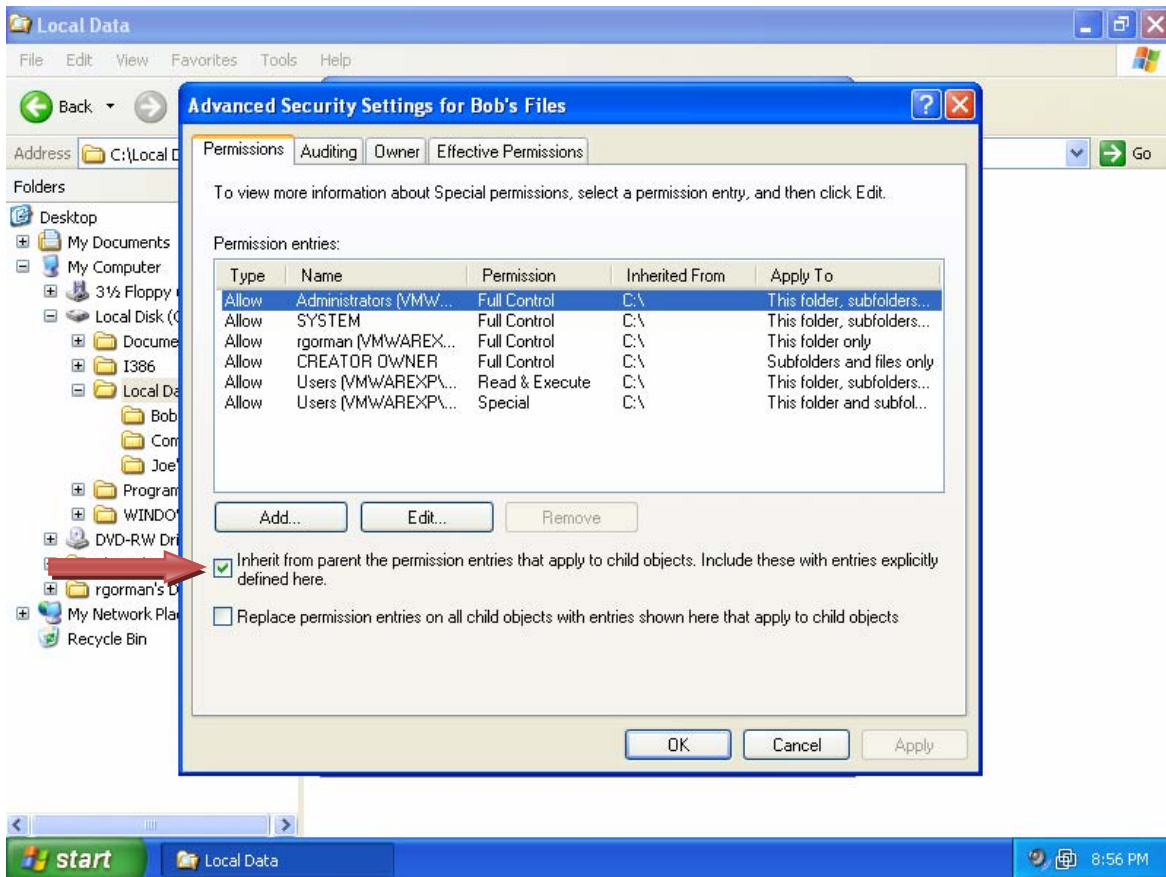 Local Data
File Edit View Favorites Tools Help
Back
Advanced Security Settings for Bob's Files
Address C:\Local D
Go
Permissions Auditing Owner Effective Permissions
Folders
To view more information about Special permissions, select a permission entry, and then click Edit.
Desktop
My Documents
My Computer
3½ Floppy
Local Disk (C
Docume
I386
Local Da
Bob
Com
Joe'
Program
WINDO
DVD-RW Dri
rgorman's D
My Network Pla
Recycle Bin
Permission entries:
Type Name Permission Inherited From Apply To
Allow Administrators (VMW... Full Control C:\ This folder, subfolders...
Allow SYSTEM Full Control C:\ This folder, subfolders...
Allow rgorman (VMWAREX... Full Control C:\ This folder only
Allow CREATOR OWNER Full Control C:\ Subfolders and files only
Allow Users (VMWAREXP\... Read & Execute C:\ This folder, subfolders...
Allow Users (VMWAREXP\... Special C:\ This folder and subfol...
Add... Edit... Remove
Inherit from parent the permission entries that apply to child objects. Include these with entries explicitly
defined here.
Replace permission entries on all child objects with entries shown here that apply to child objects
OK Cancel Apply
start Local Data 8:56 PM